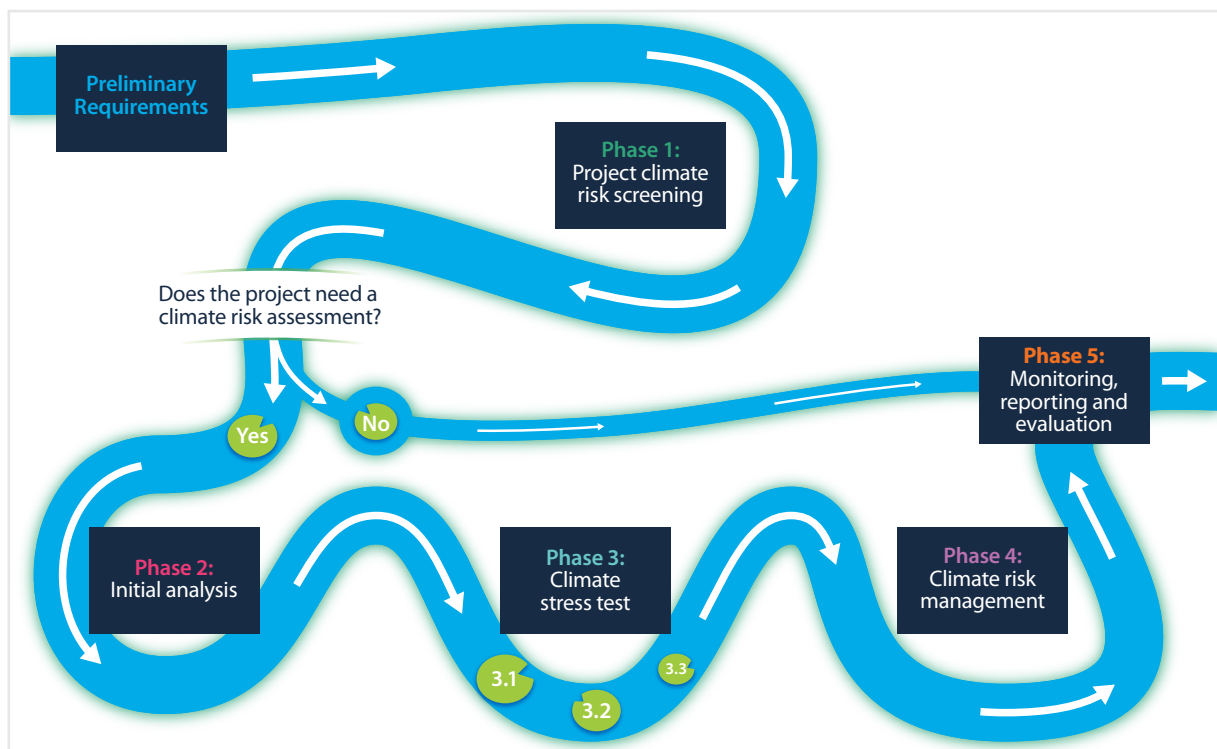 Preliminary
Requirements
Phase 1:
Project climate
risk screening
Does the project need a
climate risk assessment?
Yes
No
Phase 5:
Monitoring,
reporting and
evaluation
Phase 2:
Initial analysis
Phase 3:
Climate
stress test
3.1
3.2
3.3
Phase 4:
Climate risk
management